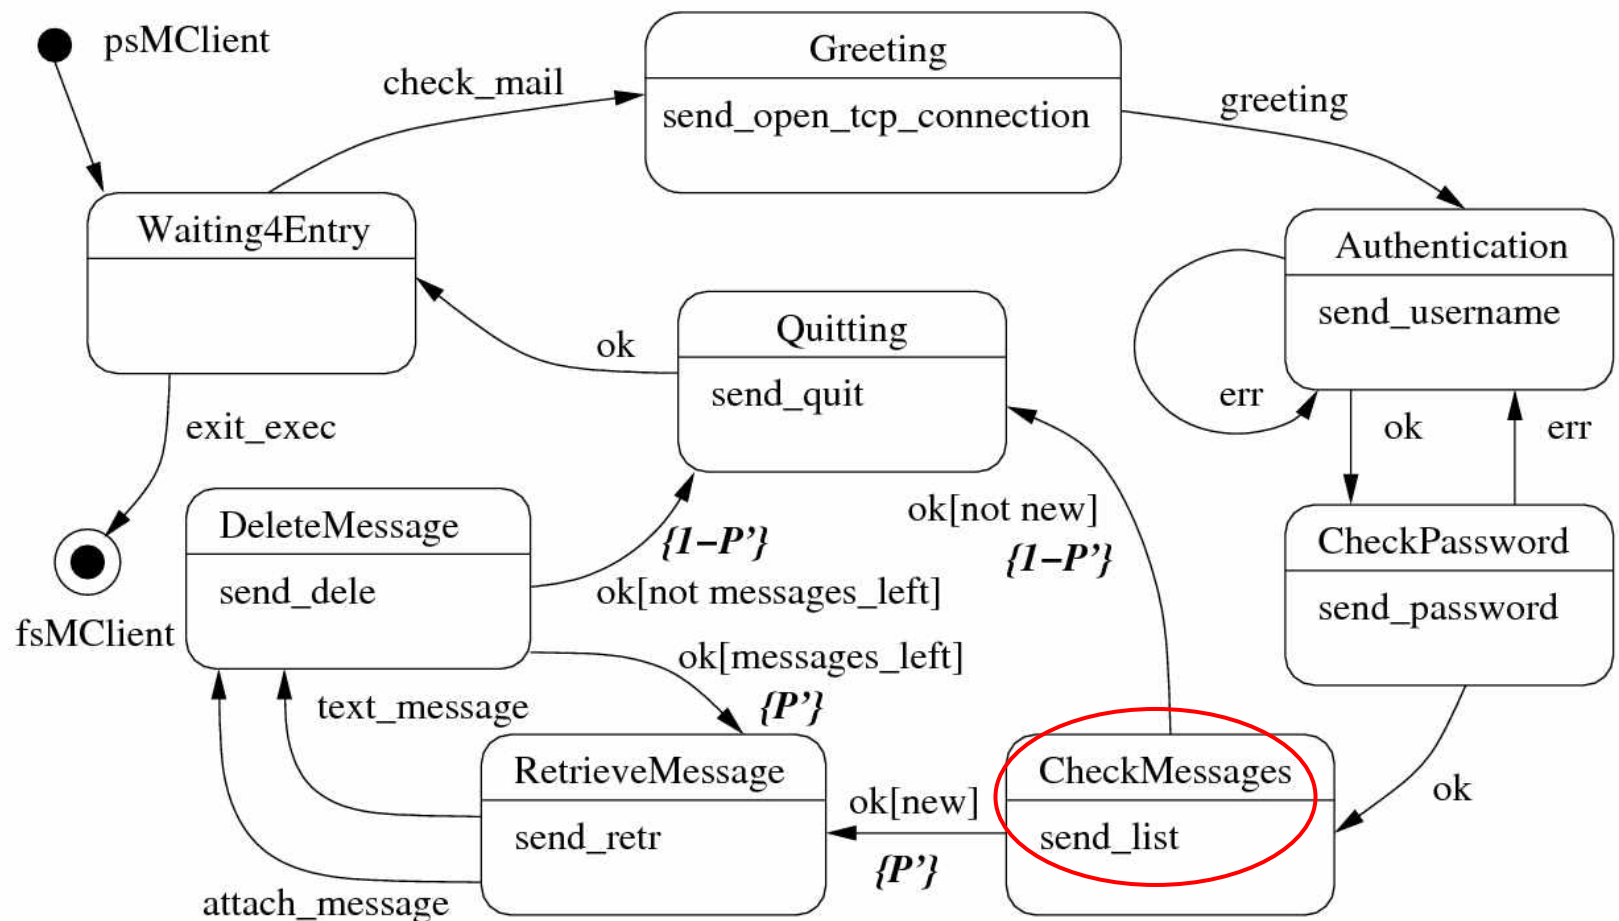 psMClient
Greeting
check_mail
send_open_tcp_connection
greeting
Waiting4Entry
Authentication
send_username
Quitting
ok
send_quit
err
exit_exec
ok
err
DeleteMessage
ok[not new]
{1–P’}
{1–P’}
CheckPassword
send_dele
ok[not messages_left]
send_password
fsMClient
ok[messages_left]
text_message
{P’}
RetrieveMessage
CheckMessages
ok[new]
ok
send_retr
send_list
{P’}
attach_message